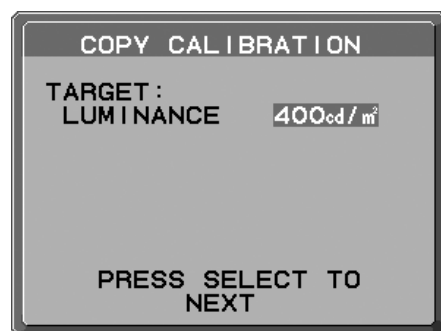 COPY CALIBRATION
TARGET:
LUMINANCE 400cd/㎡
PRESS SELECT TO
NEXT